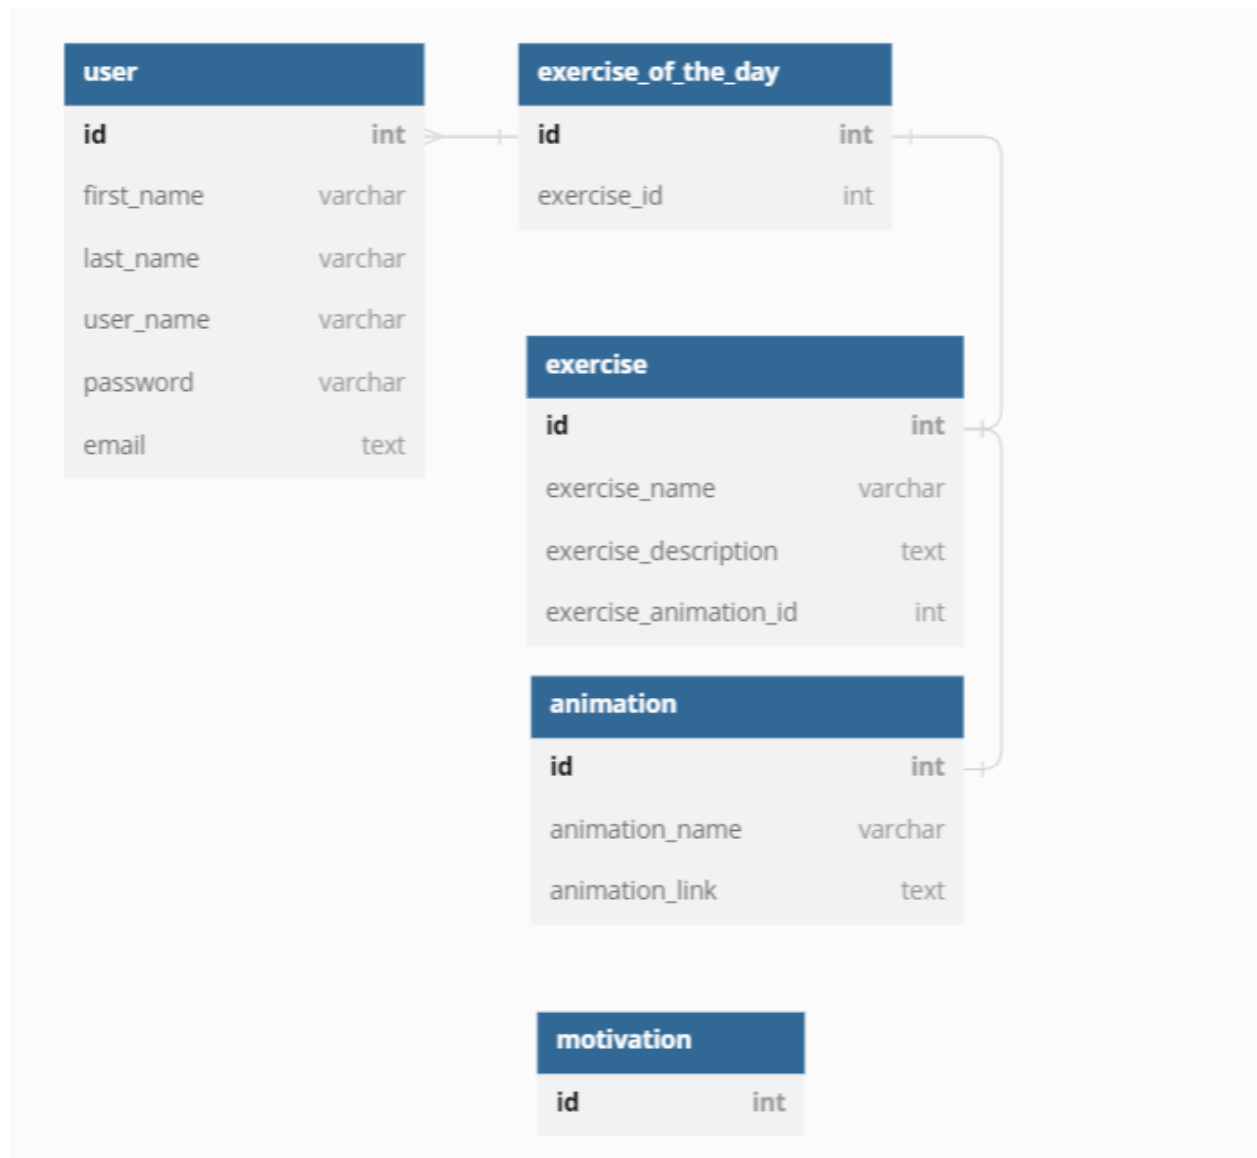 user
id int
first_name varchar
last_name varchar
user_name varchar
password varchar
email text
exercise_of_the_day
id int
exercise_id int
exercise
id int
exercise_name varchar
exercise_description text
exercise_animation_id int
animation
id int
animation_name varchar
animation_link text
motivation
id int